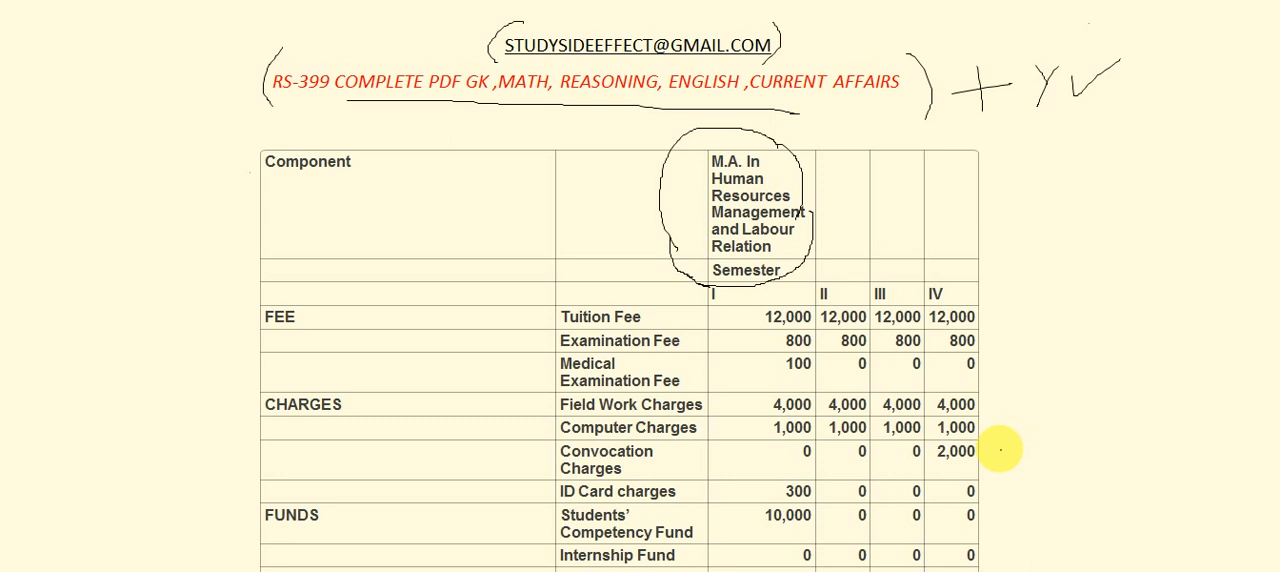 STUDYSIDEEFFECT@GMAIL.COM
RS-399 COMPLETE PDF GK ,MATH, REASONING, ENGLISH ,CURRENT AFFAIRS
Component M.A. In
Human
Resources
Management
and Labour
Relation
Semester
I II III IV
FEE Tuition Fee 12,000 12,000 12,000 12,000
Examination Fee 800 800 800 800
Medical 100 0 0 0
Examination Fee
CHARGES Field Work Charges 4,000 4,000 4,000 4,000
Computer Charges 1,000 1,000 1,000 1,000
Convocation 0 0 0 2,000
Charges
ID Card charges 300 0 0 0
FUNDS Students' 10,000 0 0 0
Competency Fund
Internship Fund 0 0 0 0